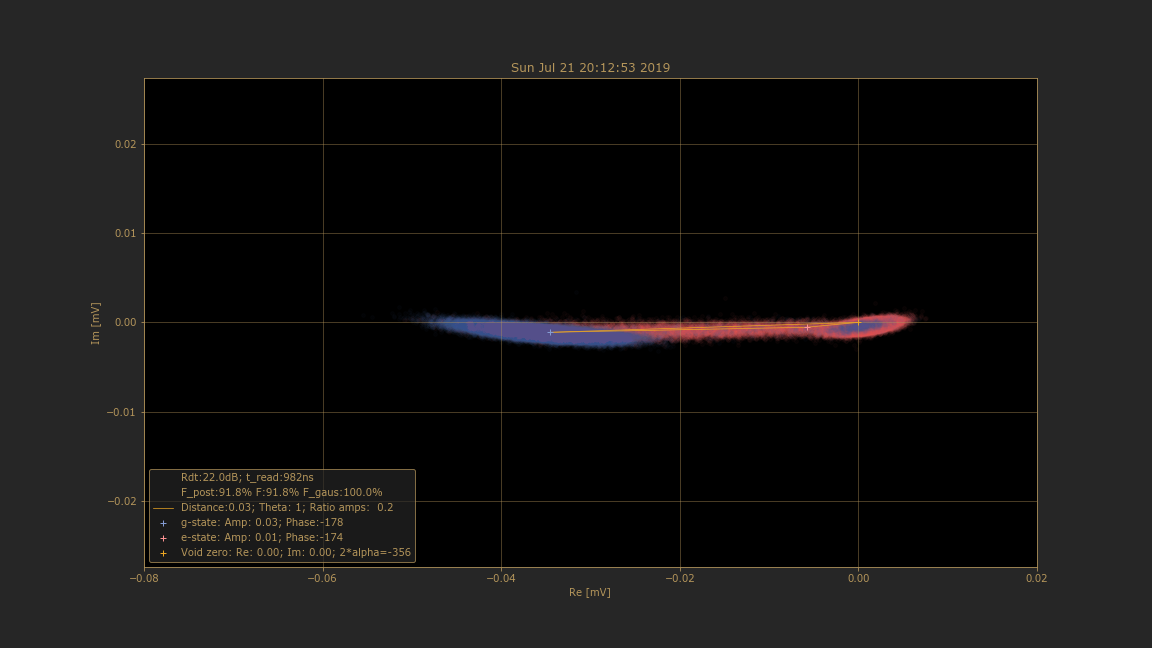 Sun Jul 21 20:12:53 2019
0.02
0.01
0.00
−0.01
−0.02
Im [mV]
Rdt:22.0dB; t_read:982ns
F_post:91.8% F:91.8% F_gaus:100.0%
Distance:0.03; Theta: 1; Ratio amps:  0.2
g-state: Amp: 0.03; Phase:-178
e-state: Amp: 0.01; Phase:-174
Void zero: Re: 0.00; Im: 0.00; 2*alpha=-356
−0.08 −0.06 −0.04 −0.02 0.00 0.02
Re [mV]